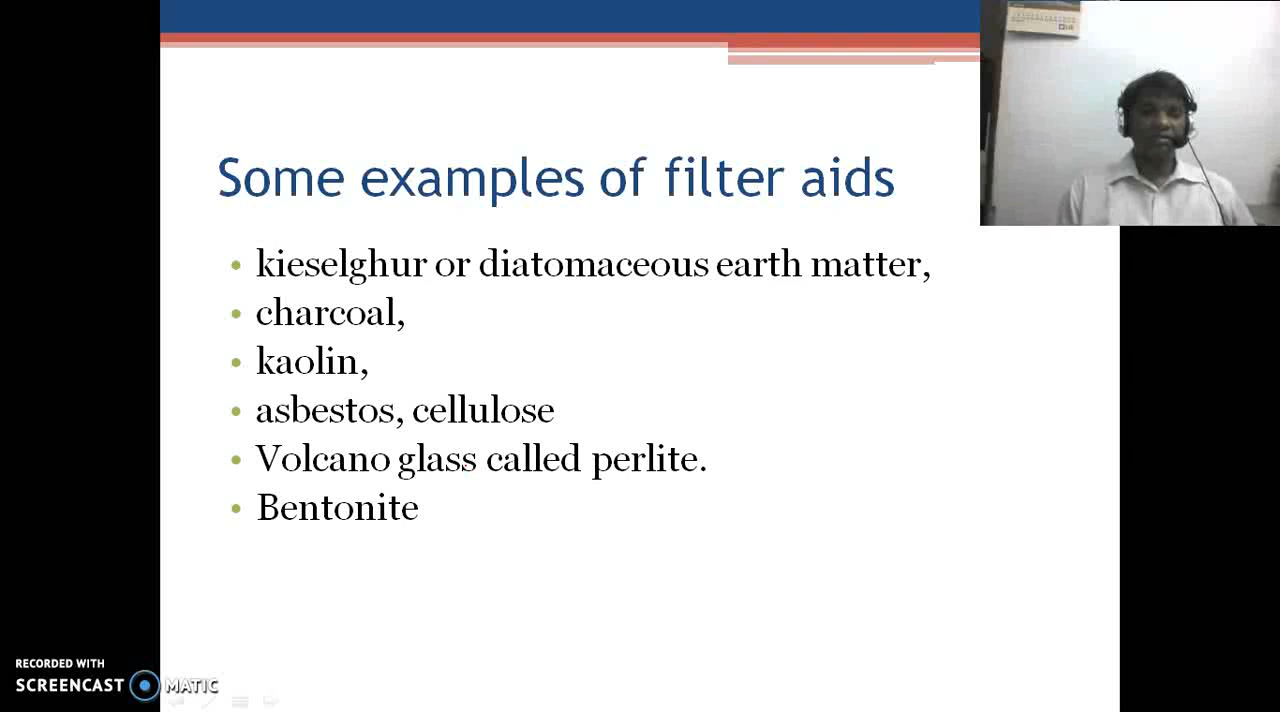 Some examples of filter aids
• kieselghur or diatomaceous earth matter,
• charcoal,
• kaolin,
• asbestos, cellulose
• Volcano glass called perlite.
• Bentonite
RECORDED WITH
SCREENCAST MATIC